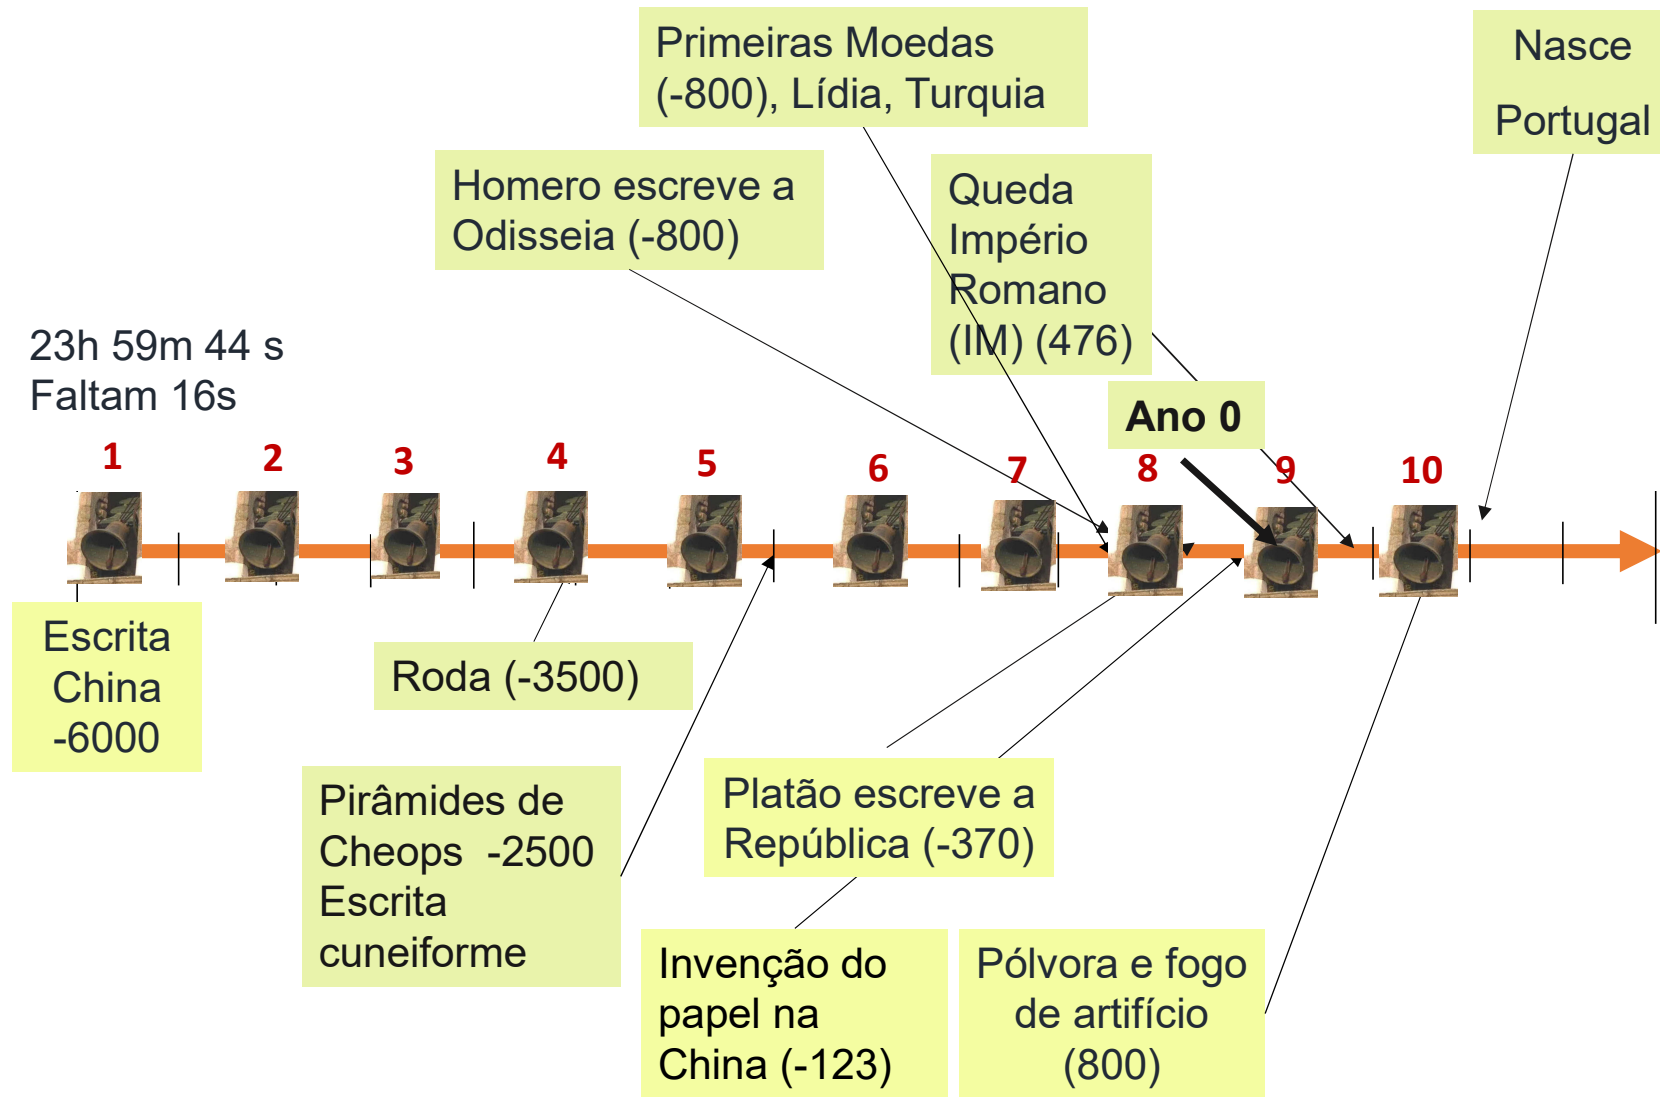 Primeiras Moedas
(-800), Lídia, Turquia
Nasce
Portugal
Homero escreve a
Odisseia (-800)
Queda
Império
Romano
(IM) (476)
23h 59m 44 s
Faltam 16s
Ano 0
1
2
3
4
5
6
7
8
9
10
Escrita
China
-6000
Roda (-3500)
Pirâmides de
Cheops -2500
Escrita
cuneiforme
Platão escreve a
República (-370)
Invenção do
papel na
China (-123)
Pólvora e fogo
de artifício
(800)